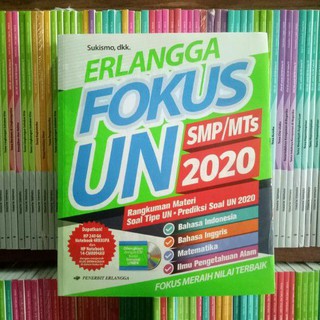 Sukismo, dkk.
ERLANGGA
FOKUS
UN
SMP/MTs
2020
Rangkuman Materi
Soal Tipe UN • Prediksi Soal UN 2020
Bahasa Indonesia
Bahasa Inggris
Matematika
Ilmu Pengetahuan Alam
FOKUS MERAIH NILAI TERBAIK
PENERBIT ERLANGGA